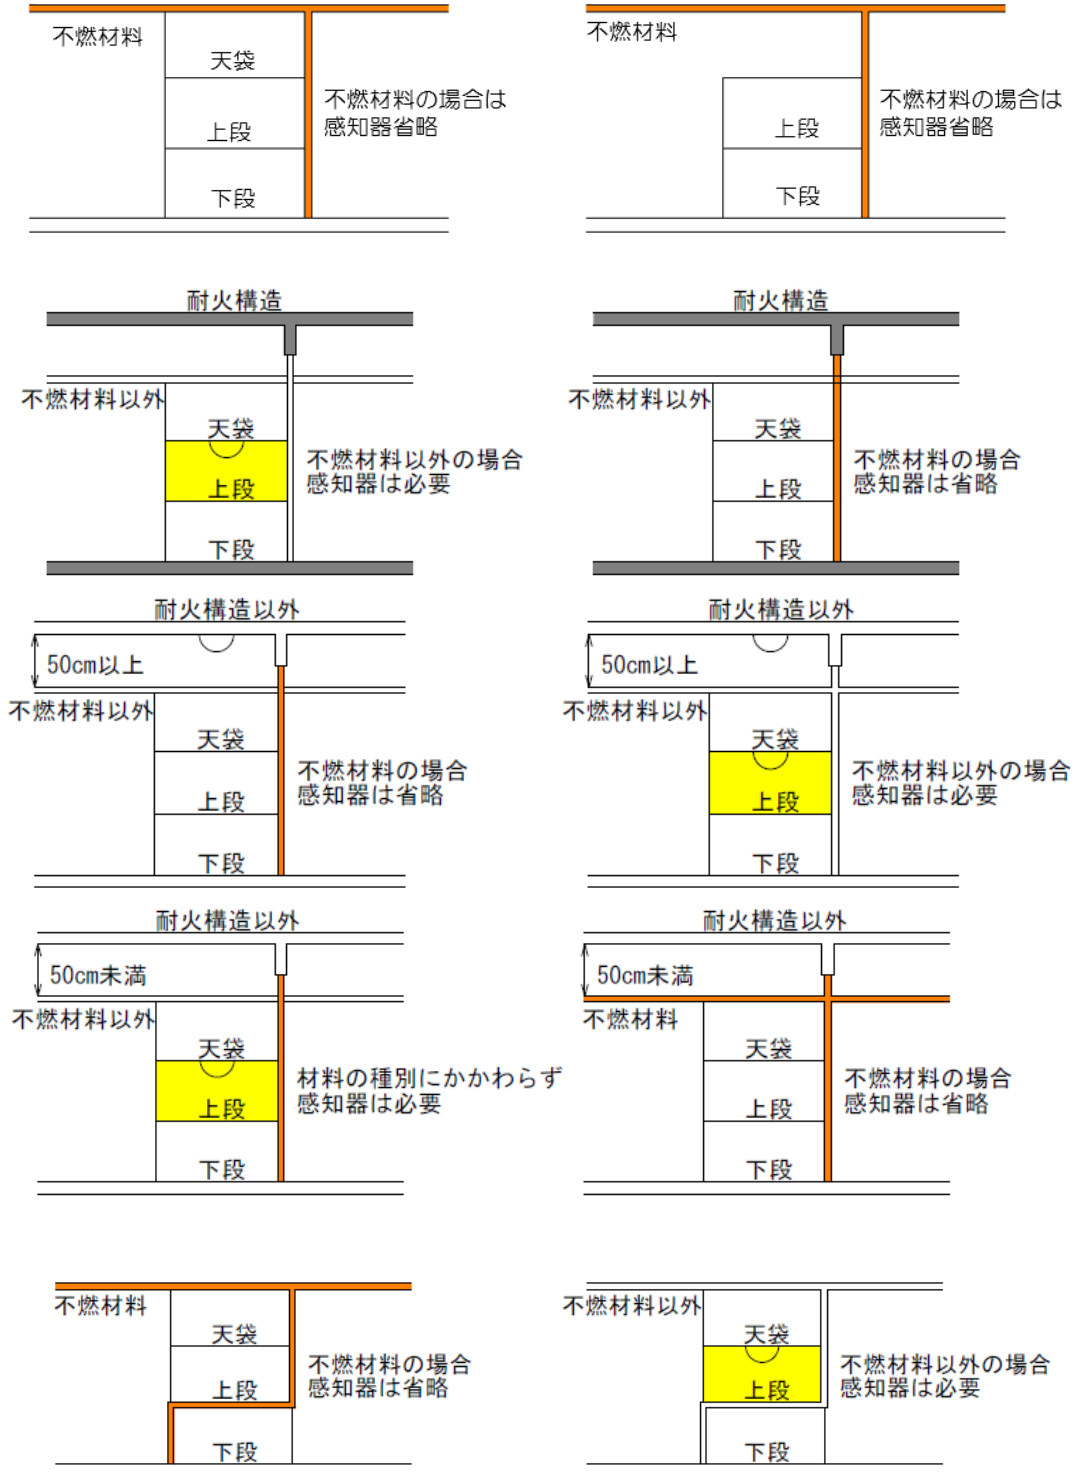 不燃材料
天袋
不燃材料の場合は
感知器省略
上段
下段
不燃材料
不燃材料の場合は
感知器省略
上段
下段
耐火構造
不燃材料以外
天袋
不燃材料以外の場合
感知器は必要
上段
下段
耐火構造
不燃材料以外
天袋
不燃材料の場合
感知器は省略
上段
下段
耐火構造以外
50cm以上
不燃材料以外
天袋
不燃材料の場合
感知器は省略
上段
下段
耐火構造以外
50cm以上
不燃材料以外
天袋
不燃材料以外の場合
感知器は必要
上段
下段
耐火構造以外
50cm未満
不燃材料以外
天袋
材料の種別にかかわらず
感知器は必要
上段
下段
耐火構造以外
50cm未満
不燃材料
天袋
不燃材料の場合
感知器は省略
上段
下段
不燃材料
天袋
不燃材料の場合
感知器は省略
上段
下段
不燃材料以外
天袋
不燃材料以外の場合
感知器は必要
上段
下段